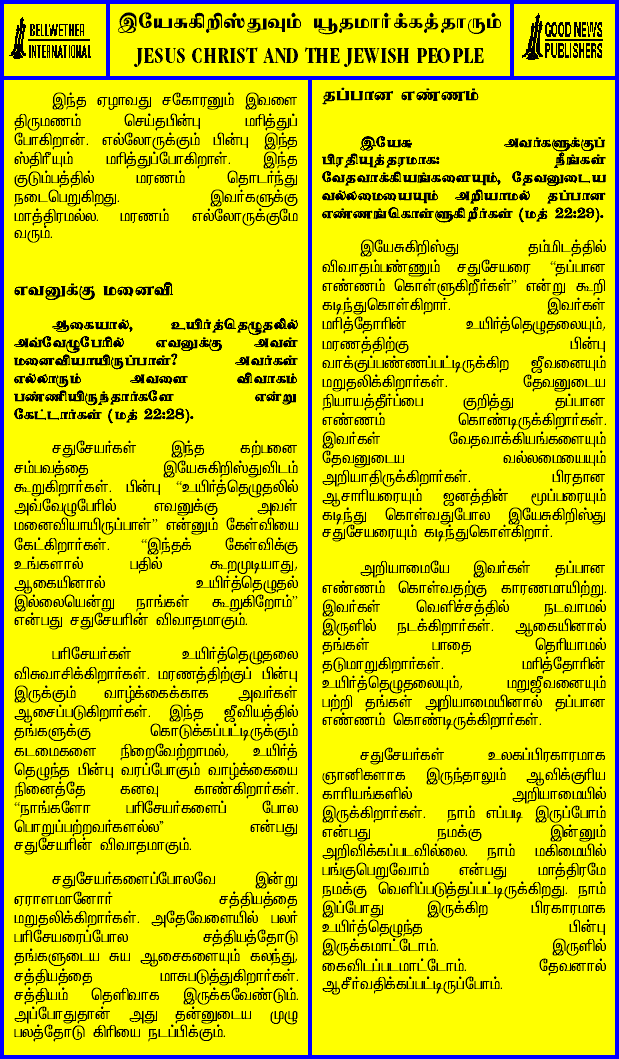 BELLWETHER
INTERNATIONAL
இயேசுகிறிஸ்துவும் யூதமார்க்கத்தாரும்
JESUS CHRIST AND THE JEWISH PEOPLE
GOOD NEWS
PUBLISHERS
இந்த ஏழாவது சகோரனும் இவளை
திருமணம் செய்தபின்பு மரித்துப்
போகிறான். எல்லோருக்கும் பின்பு இந்த
ஸ்திரீயும் மரித்துப்போகிறாள். இந்த
குடும்பத்தில் மரணம் தொடர்ந்து
நடைபெறுகிறது. இவர்களுக்கு
மாத்திரமல்ல. மரணம் எல்லோருக்குமே
வரும்.
எவனுக்கு மனைவி
ஆகையால், உயிர்த்தெழுதலில்
அவ்வேழுபேரில் எவனுக்கு அவள்
மனைவியாயிருப்பாள்? அவர்கள்
எல்லாரும் அவளை விவாகம்
பண்ணியிருந்தார்களே என்று
கேட்டார்கள் (மத் 22:28).
சதுசேயர்கள் இந்த கற்பனை
சம்பவத்தை இயேசுகிறிஸ்துவிடம்
கூறுகிறார்கள். பின்பு “உயிர்த்தெழுதலில்
அவ்வேழுபேரில் எவனுக்கு அவள்
மனைவியாயிருப்பாள்” என்னும் கேள்வியை
கேட்கிறார்கள். “இந்தக் கேள்விக்கு
உங்களால் பதில் கூறமுடியாது,
ஆகையினால் உயிர்த்தெழுதல்
இல்லையென்று நாங்கள் கூறுகிறோம்”
என்பது சதுசேயரின் விவாதமாகும்.
பரிசேயர்கள் உயிர்த்தெழுதலை
விசுவாசிக்கிறார்கள். மரணத்திற்குப் பின்பு
இருக்கும் வாழ்க்கைக்காக அவர்கள்
ஆசைப்படுகிறார்கள். இந்த ஜீவியத்தில்
தங்களுக்கு கொடுக்கப்பட்டிருக்கும்
கடமைகளை நிறைவேற்றாமல், உயிர்த்
தெழுந்த பின்பு வரப்போகும் வாழ்க்கையை
நினைத்தே கனவு காண்கிறார்கள்.
“நாங்களோ பரிசேயர்களைப் போல
பொறுப்பற்றவர்களல்ல” என்பது
சதுசேயரின் விவாதமாகும்.
சதுசேயர்களைப்போலவே இன்று
ஏராளமானோர் சத்தியத்தை
மறுதலிக்கிறார்கள். அதேவேளையில் பலர்
பரிசேயரைப்போல சத்தியத்தோடு
தங்களுடைய சுய ஆசைகளையும் கலந்து,
சத்தியத்தை மாசுபடுத்துகிறார்கள்.
சத்தியம் தெளிவாக இருக்கவேண்டும்.
அப்போதுதான் அது தன்னுடைய முழு
பலத்தோடு கிரியை நடப்பிக்கும்.
தப்பான எண்ணம்
இயேசு அவர்களுக்குப்
பிரதியுத்தரமாக: நீங்கள்
வேதவாக்கியங்களையும், தேவனுடைய
வல்லமையையும் அறியாமல் தப்பான
எண்ணங்கொள்ளுகிறீர்கள் (மத் 22:29).
இயேசுகிறிஸ்து தம்மிடத்தில்
விவாதம்பண்ணும் சதுசேயரை “தப்பான
எண்ணம் கொள்ளுகிறீர்கள்” என்று கூறி
கடிந்துகொள்கிறார். இவர்கள்
மரித்தோரின் உயிர்த்தெழுதலையும்,
மரணத்திற்கு பின்பு
வாக்குப்பண்ணப்பட்டிருக்கிற ஜீவனையும்
மறுதலிக்கிறார்கள். தேவனுடைய
நியாயத்தீர்ப்பை குறித்து தப்பான
எண்ணம் கொண்டிருக்கிறார்கள்.
இவர்கள் வேதவாக்கியங்களையும்
தேவனுடைய வல்லமையையும்
அறியாதிருக்கிறார்கள். பிரதான
ஆசாரியரையும் ஜனத்தின் மூப்பரையும்
கடிந்து கொள்வதுபோல இயேசுகிறிஸ்து
சதுசேயரையும் கடிந்துகொள்கிறார்.
அறியாமையே இவர்கள் தப்பான
எண்ணம் கொள்வதற்கு காரணமாயிற்று.
இவர்கள் வெளிச்சத்தில் நடவாமல்
இருளில் நடக்கிறார்கள். ஆகையினால்
தங்கள் பாதை தெரியாமல்
தடுமாறுகிறார்கள். மரித்தோரின்
உயிர்த்தெழுதலையும், மறுஜீவனையும்
பற்றி தங்கள் அறியாமையினால் தப்பான
எண்ணம் கொண்டிருக்கிறார்கள்.
சதுசேயர்கள் உலகப்பிரகாரமாக
ஞானிகளாக இருந்தாலும் ஆவிக்குரிய
காரியங்களில் அறியாமையில்
இருக்கிறார்கள். நாம் எப்படி இருப்போம்
என்பது நமக்கு இன்னும்
அறிவிக்கப்படவில்லை. நாம் மகிமையில்
பங்குபெறுவோம் என்பது மாத்திரமே
நமக்கு வெளிப்படுத்தப்பட்டிருக்கிறது. நாம்
இப்போது இருக்கிற பிரகாரமாக
உயிர்த்தெழுந்த பின்பு
இருக்கமாட்டோம். இருளில்
கைவிடப்படமாட்டோம். தேவனால்
ஆசீர்வதிக்கப்பட்டிருப்போம்.